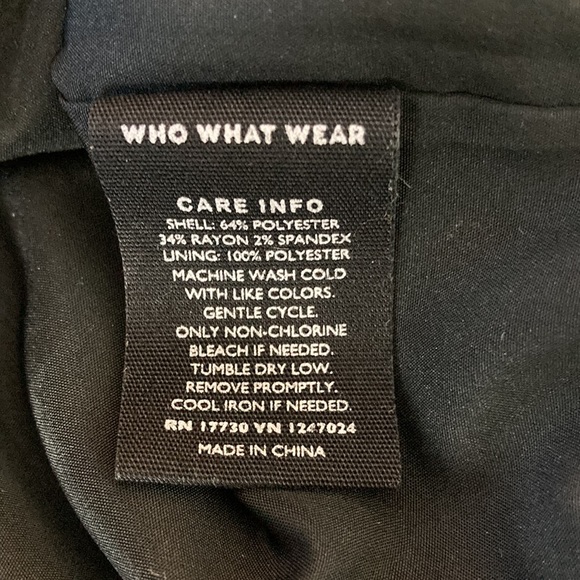 WHO WHAT WEAR
CARE INFO
SHELL: 64% POLYESTER
34% RAYON 2% SPANDEX
LINING: 100% POLYESTER
MACHINE WASH COLD
WITH LIKE COLORS.
GENTLE CYCLE.
ONLY NON-CHLORINE
BLEACH IF NEEDED.
TUMBLE DRY LOW.
REMOVE PROMPTLY.
COOL IRON IF NEEDED.
RN 17730 VN 1247024
MADE IN CHINA